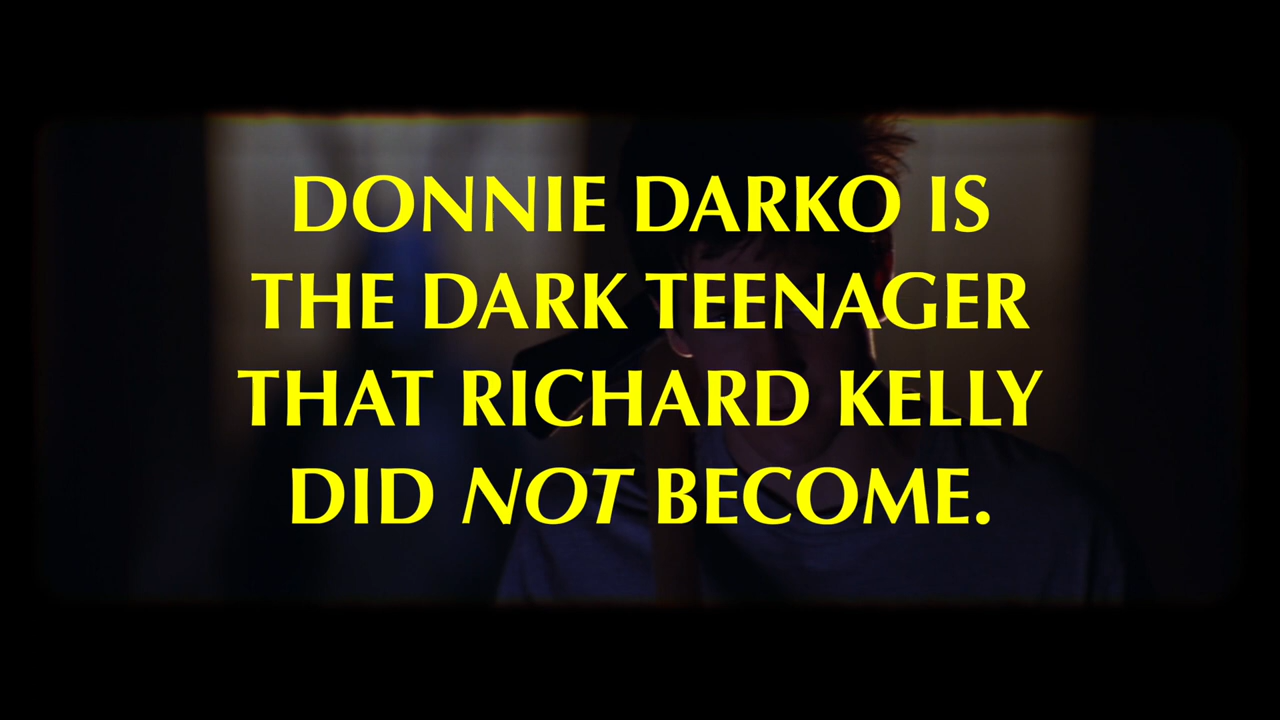 DONNIE DARKO IS
THE DARK TEENAGER
THAT RICHARD KELLY
DID NOT BECOME.